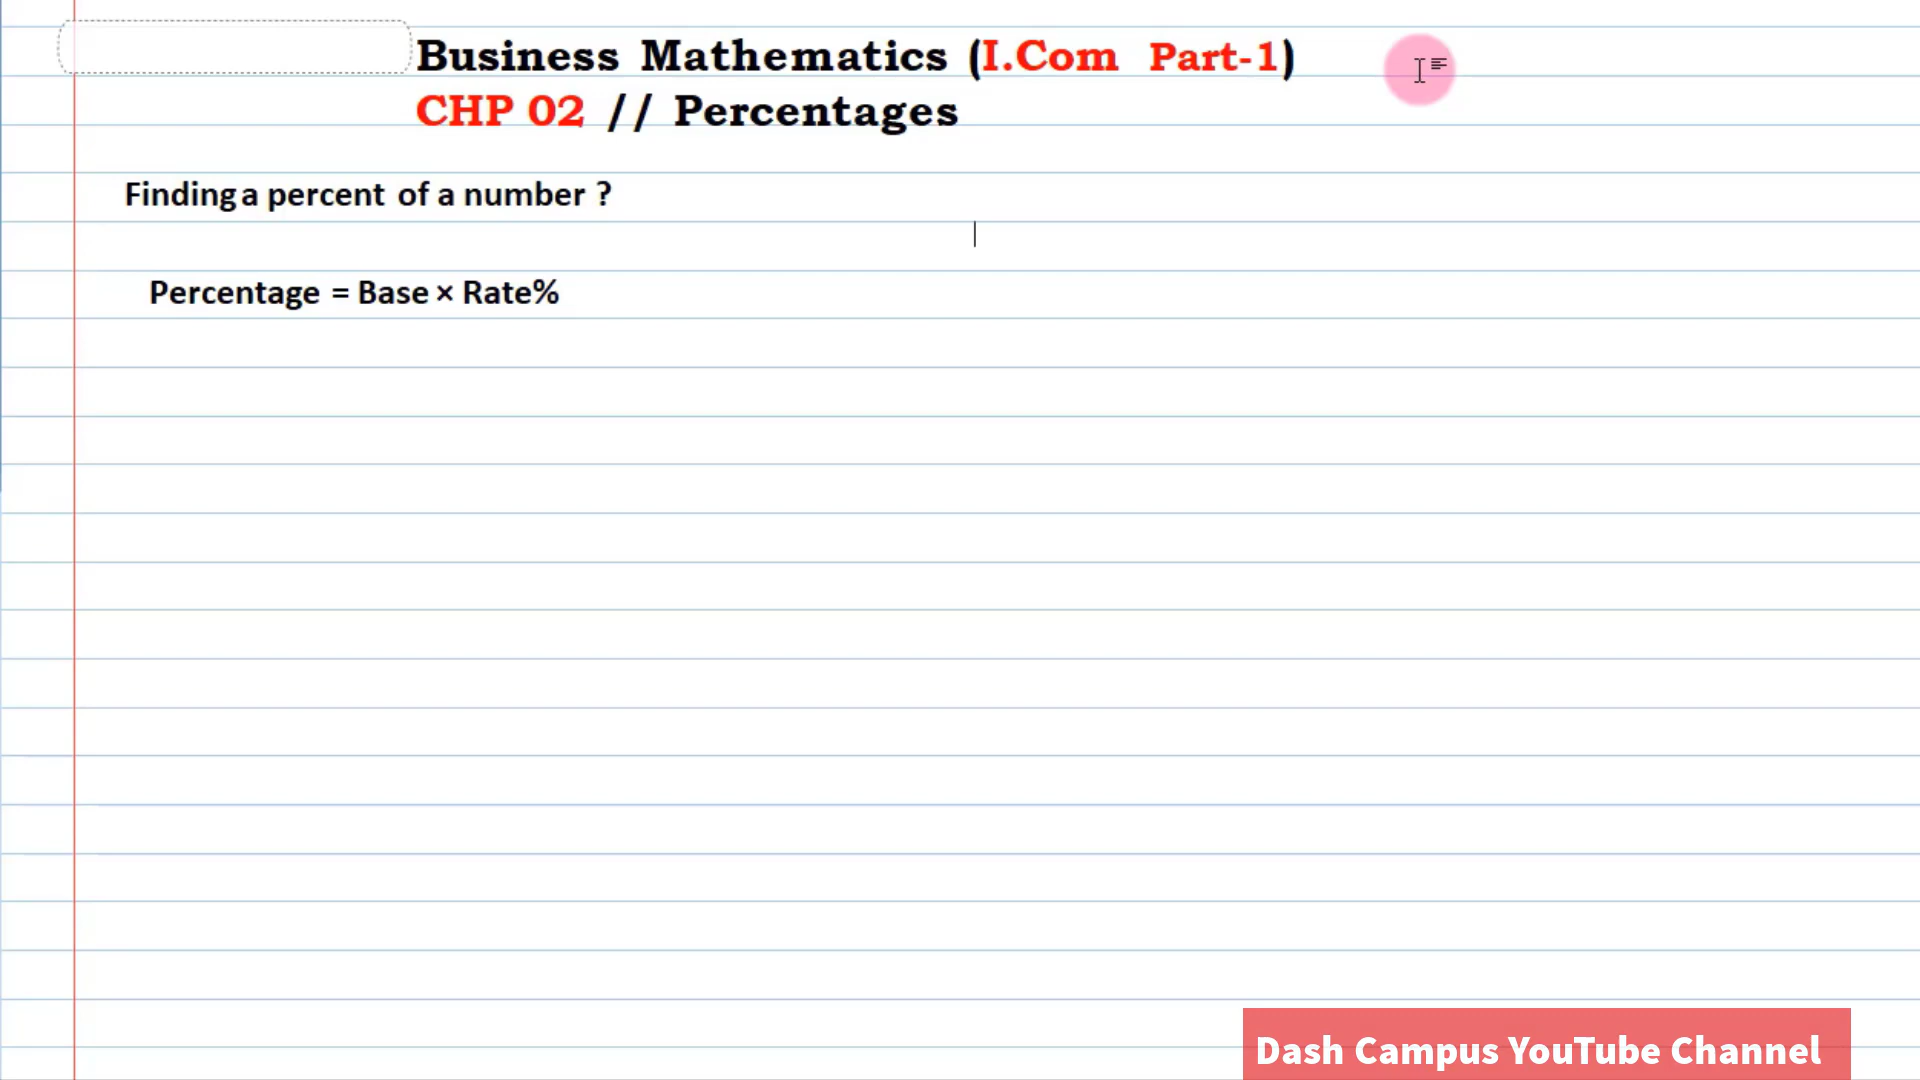 Business Mathematics (I.Com Part-1)
CHP 02 // Percentages
Finding a percent of a number ?
Percentage = Base × Rate%
Dash Campus YouTube Channel